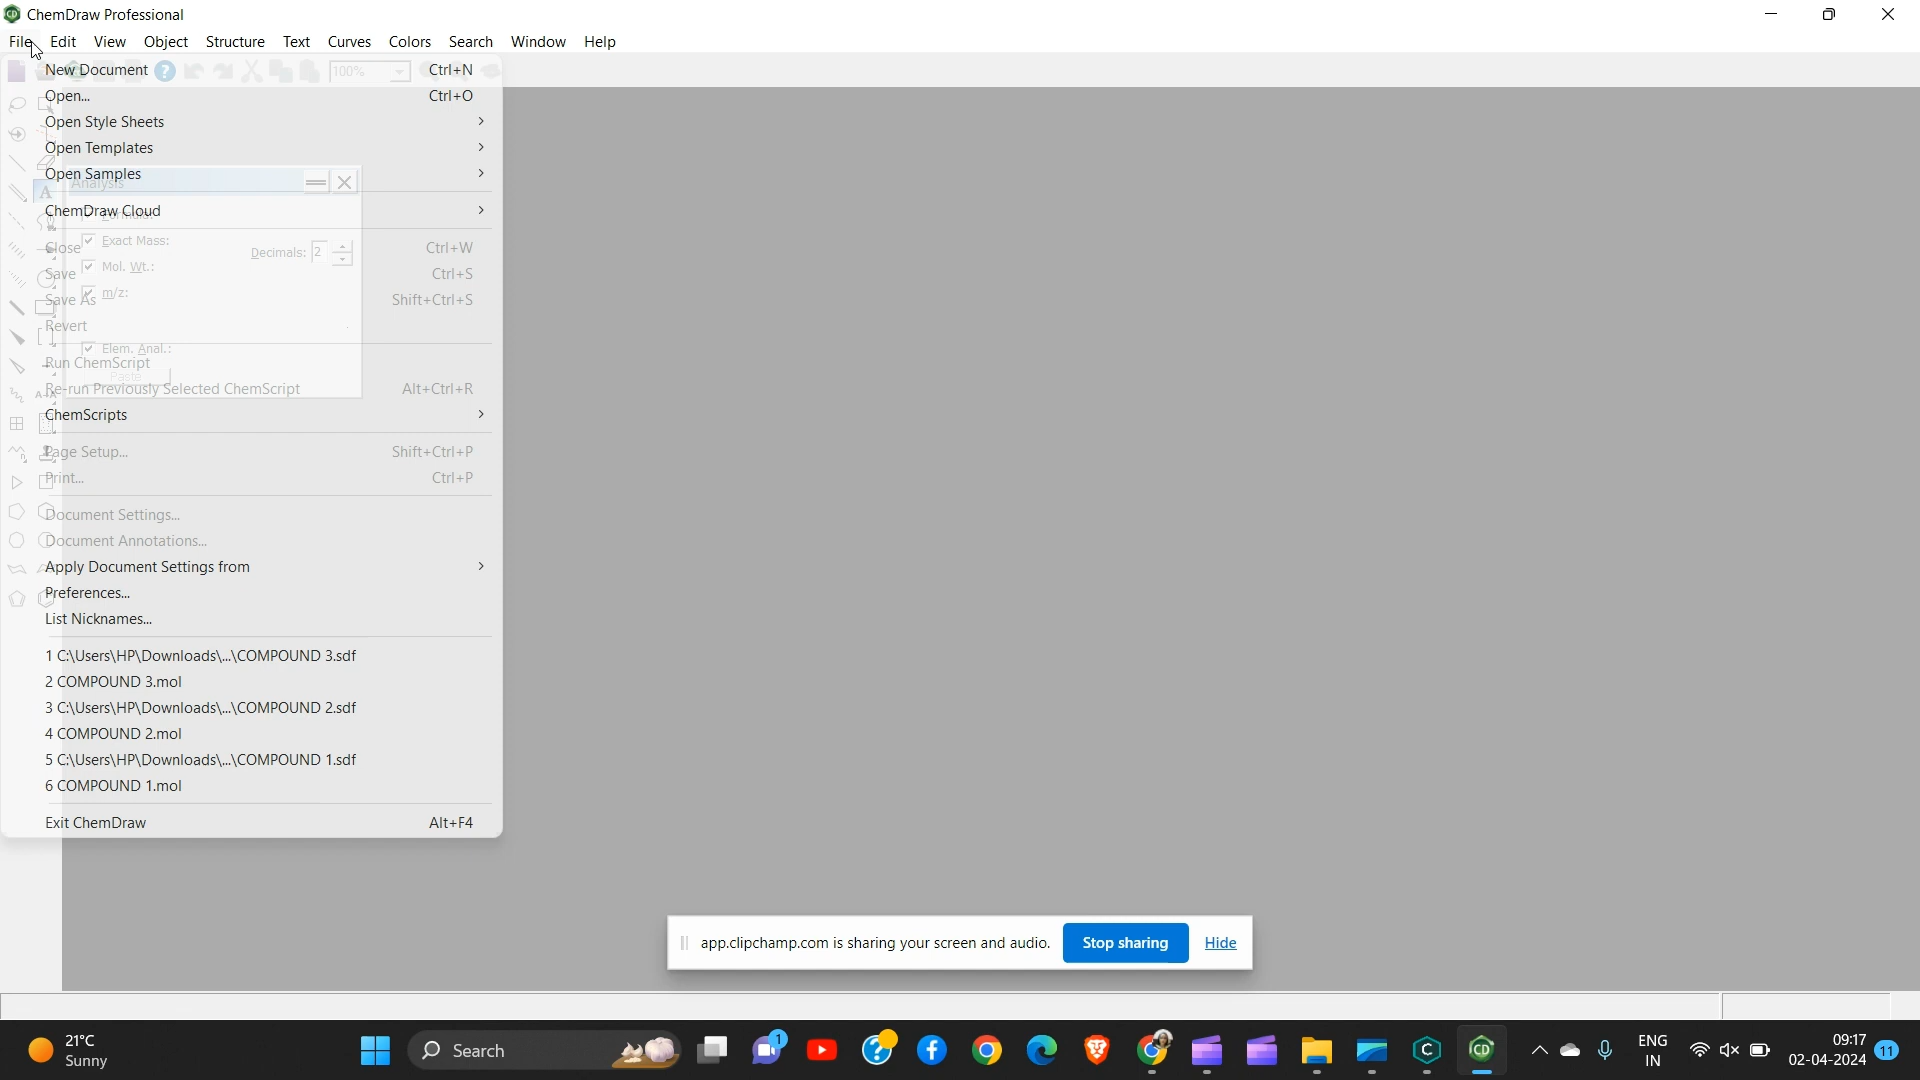 ChemDraw Professional
File Edit View Object Structure Text Curves Colors Search Window Help
New Document Ctrl+N
100%
Open... Ctrl+O
Open Style Sheets
Open Templates
Open Samples
Analysis
ChemDraw Cloud
Formula:
Exact Mass:
Close Ctrl+W
Decimals: 2
Mol. Wt.:
Save Ctrl+S
m/z:
Save As Shift+Ctrl+S
Revert
Elem. Anal.:
Run ChemScript
Paste
Re-run Previously Selected ChemScript Alt+Ctrl+R
ChemScripts
Page Setup... Shift+Ctrl+P
Print... Ctrl+P
Document Settings...
Document Annotations...
Apply Document Settings from
Preferences...
List Nicknames...
1 C:\Users\HP\Downloads\...\COMPOUND 3.sdf
2 COMPOUND 3.mol
3 C:\Users\HP\Downloads\...\COMPOUND 2.sdf
4 COMPOUND 2.mol
5 C:\Users\HP\Downloads\...\COMPOUND 1.sdf
6 COMPOUND 1.mol
Exit ChemDraw Alt+F4
app.clipchamp.com is sharing your screen and audio. Stop sharing Hide
21°C
Sunny
Search
1
ENG
IN
09:17
02-04-2024
11